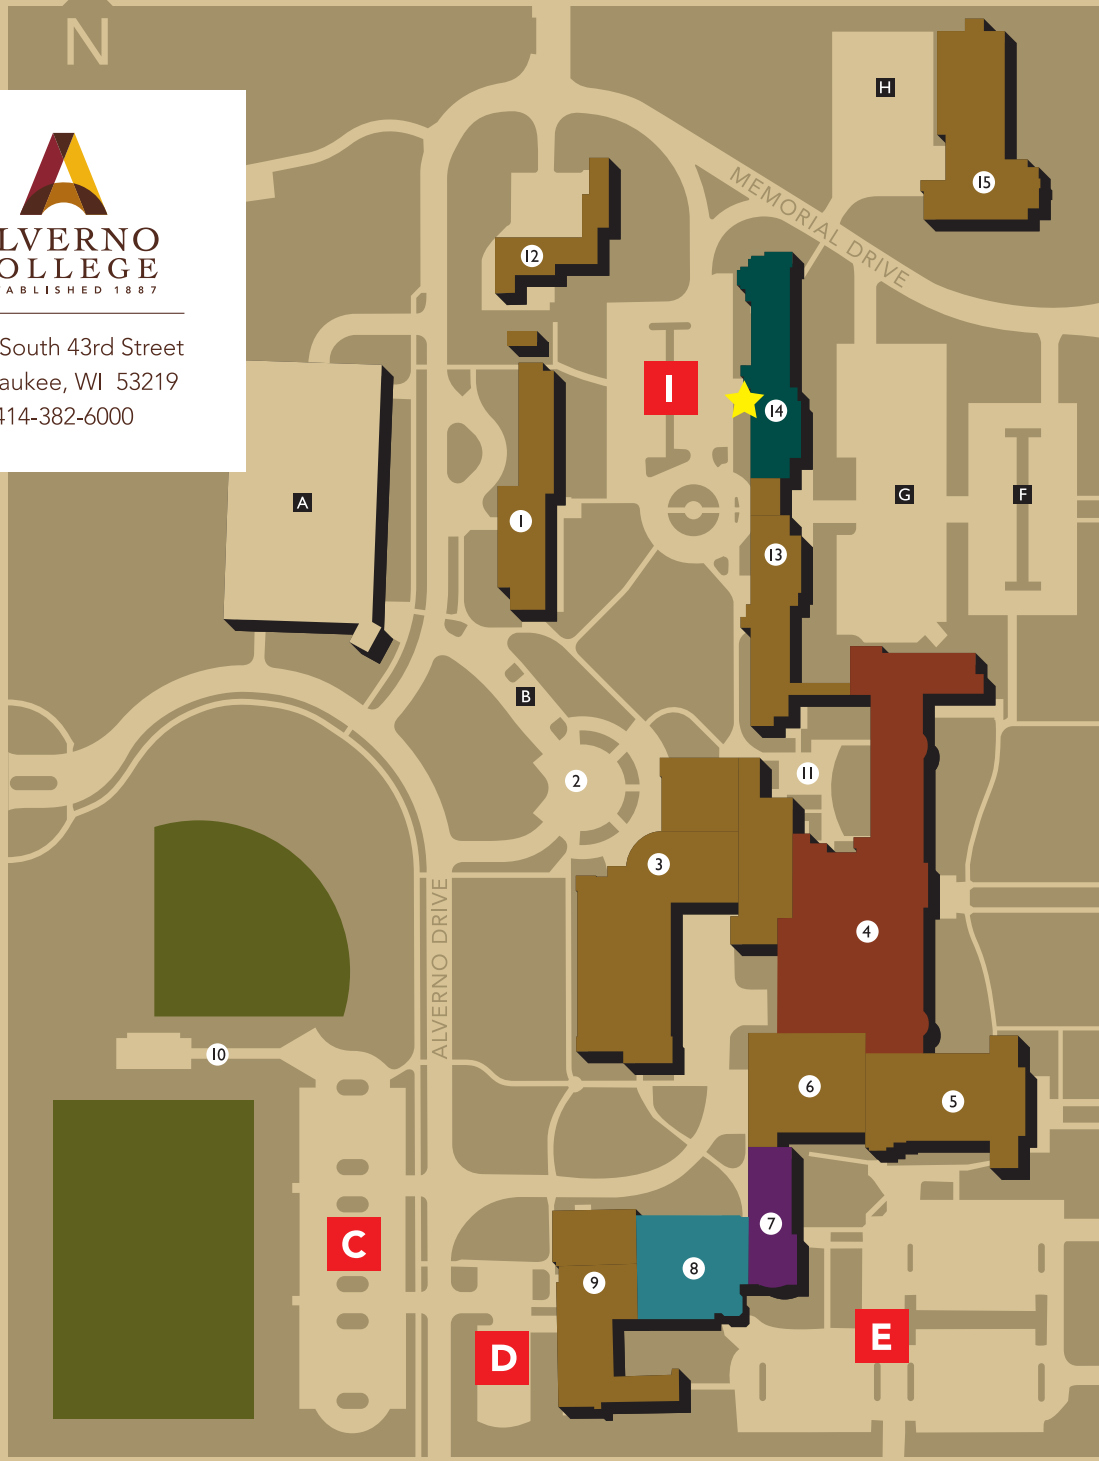 N
LVERNO
OLLEGE
ABLISHED 1887
South 43rd Street
aukee, WI 53219
414-382-6000
MEMORIAL DRIVE
H
15
12
I
14
A
1
G
F
13
B
2
11
3
4
ALVERNO DRIVE
10
6
5
7
C
8
9
E
D